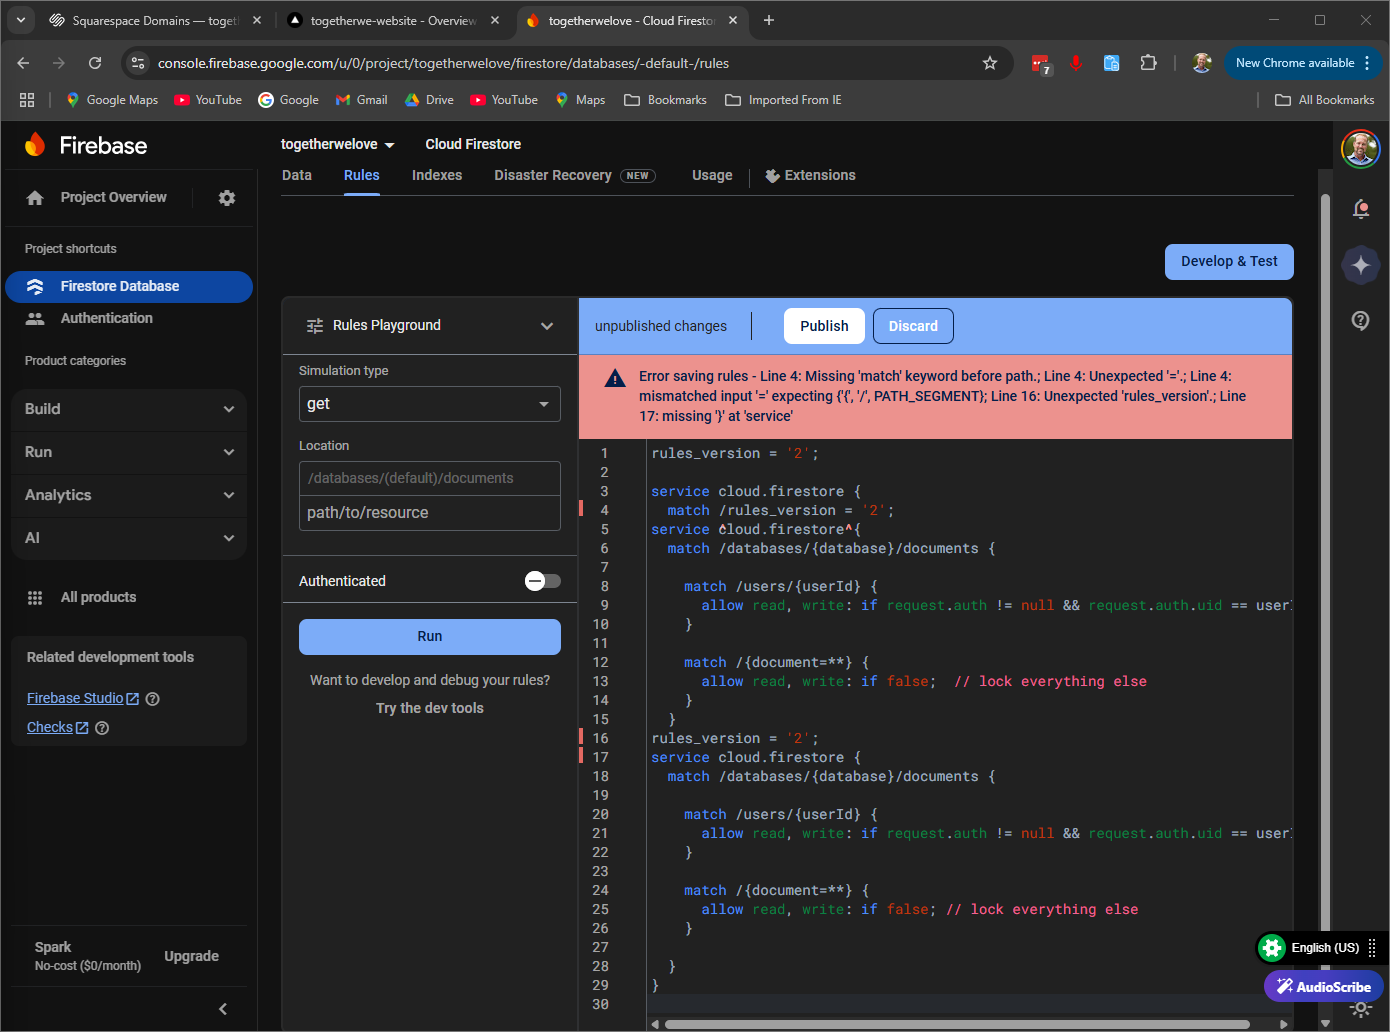 Squarespace Domains — toget
togetherwe-website - Overview
togetherwelove - Cloud Firestor
console.firebase.google.com/u/0/project/togetherwelove/firestore/databases/-default-/rules
7
New Chrome available
Google Maps
YouTube
Google
Gmail
Drive
YouTube
Maps
Bookmarks
Imported From IE
All Bookmarks
Firebase
togetherwelove
Cloud Firestore
Data
Rules
Indexes
Disaster Recovery NEW
Usage
Extensions
Project Overview
Project shortcuts
Firestore Database
Authentication
Product categories
Build
Run
Analytics
AI
All products
Related development tools
Firebase Studio
Checks
Spark
No-cost ($0/month)
Upgrade
Develop & Test
Rules Playground
Simulation type
get
Location
/databases/(default)/documents
path/to/resource
Authenticated
Run
Want to develop and debug your rules?
Try the dev tools
unpublished changes
Publish
Discard
Error saving rules - Line 4: Missing 'match' keyword before path.; Line 4: Unexpected '='.; Line 4:
mismatched input '=' expecting {'{', '/', PATH_SEGMENT}; Line 16: Unexpected 'rules_version'.; Line
17: missing '}' at 'service'
1 rules_version = '2';
2
3 service cloud.firestore {
4 match /rules_version = '2';
5 service cloud.firestore {
6 match /databases/{database}/documents {
7
8 match /users/{userId} {
9 allow read, write: if request.auth != null && request.auth.uid == user
10 }
11
12 match /{document=**} {
13 allow read, write: if false; // lock everything else
14 }
15 }
16 rules_version = '2';
17 service cloud.firestore {
18 match /databases/{database}/documents {
19
20 match /users/{userId} {
21 allow read, write: if request.auth != null && request.auth.uid == user
22 }
23
24 match /{document=**} {
25 allow read, write: if false; // lock everything else
26 }
27
28 }
29 }
30
English (US)
AudioScribe